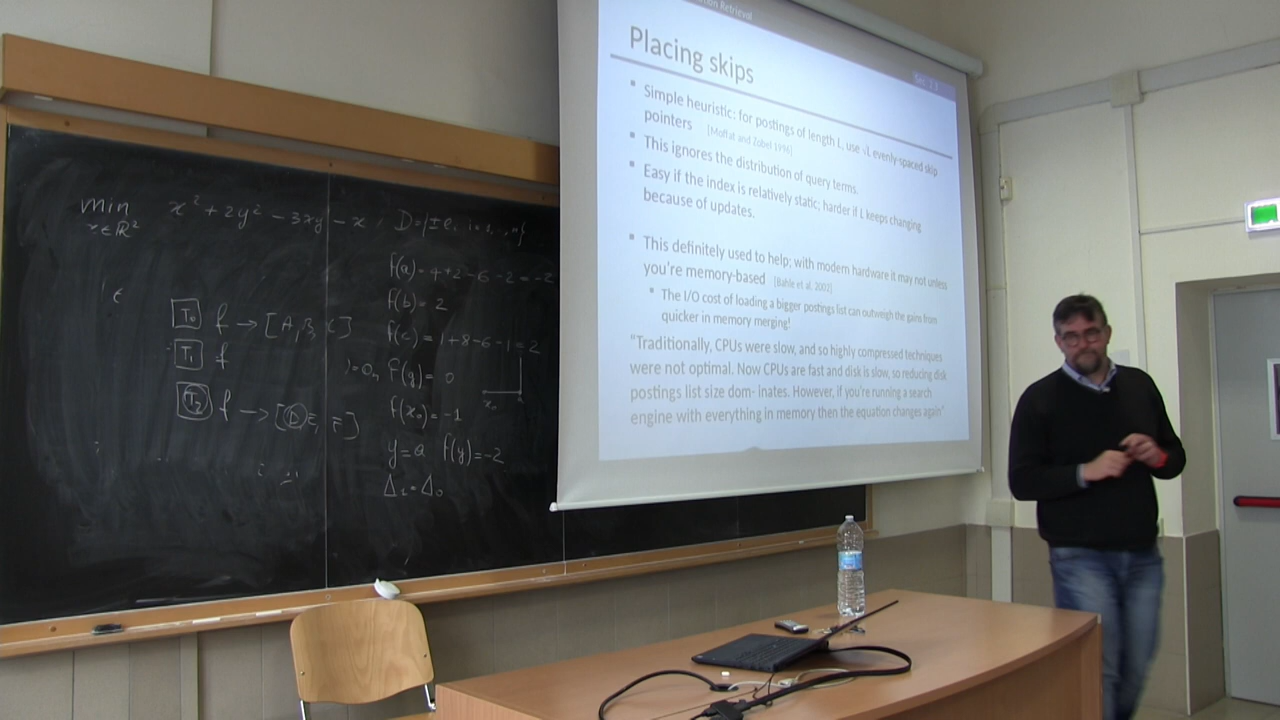 min x² + 2y² - 3xy - x
x∈ℝ²
f(a) = 4+2-6-2 = -2
f(b) = 2
T₀ f → [A, B, C]
f(c) = 1+8-6-1 = 2
T₁ f
f(g) = 0
T₂ f → [D, E, F]
f(x₀) = -1
x₀
y = a f(y) = -2
Δ₁ = Δ₀
Retrieval
Placing skips
Simple heuristic: for postings of length L, use √L evenly-spaced skip
pointers [Moffat and Zobel 1996]
This ignores the distribution of query terms.
Easy if the index is relatively static; harder if L keeps changing
because of updates.
This definitely used to help; with modern hardware it may not unless
you're memory-based [Bahle et al. 2002]
The I/O cost of loading a bigger postings list can outweigh the gains from
quicker in memory merging!
"Traditionally, CPUs were slow, and so highly compressed techniques
were not optimal. Now CPUs are fast and disk is slow, so reducing disk
postings list size dom- inates. However, if you're running a search
engine with everything in memory then the equation changes again"